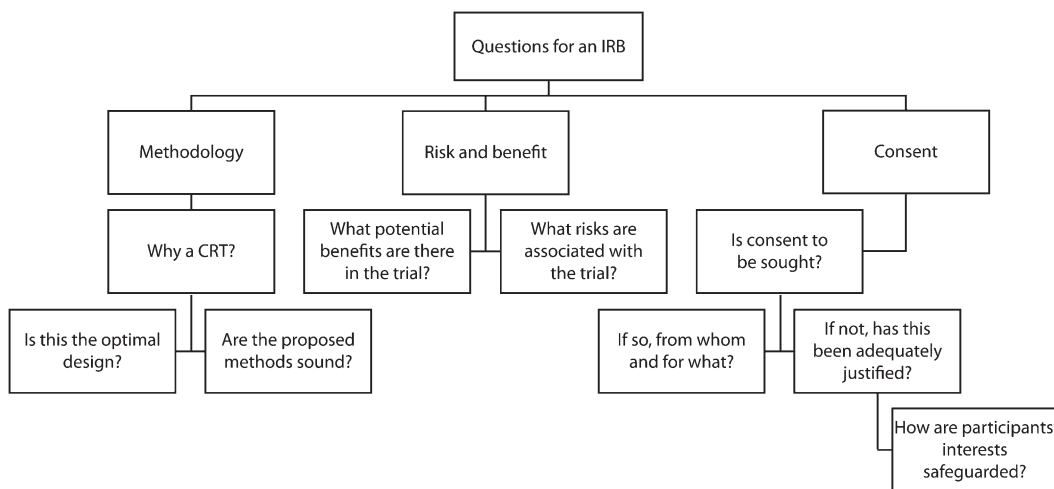 Questions for an IRB
Methodology
Risk and benefit
Consent
Why a CRT?
What potential
benefits are there
in the trial?
What risks are
associated with
the trial?
Is consent to
be sought?
Is this the optimal
design?
Are the proposed
methods sound?
If so, from whom
and for what?
If not, has this
been adequately
justified?
How are participants
interests
safeguarded?